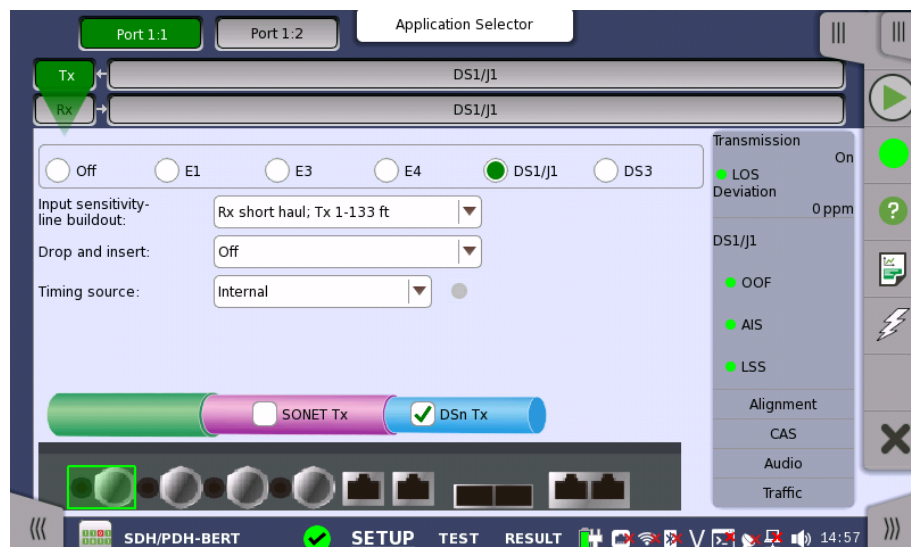 Application Selector
Port 1:1
Port 1:2
Tx
DS1/J1
Rx
DS1/J1
Off
E1
E3
E4
DS1/J1
DS3
Input sensitivity-
line buildout:
Rx short haul; Tx 1-133 ft
Drop and insert:
Off
Timing source:
Internal
SONET Tx
DSn Tx
Transmission
On
LOS
Deviation
0 ppm
DS1/J1
OOF
AIS
LSS
Alignment
CAS
Audio
Traffic
SDH/PDH-BERT
SETUP
TEST
RESULT
V
14:57